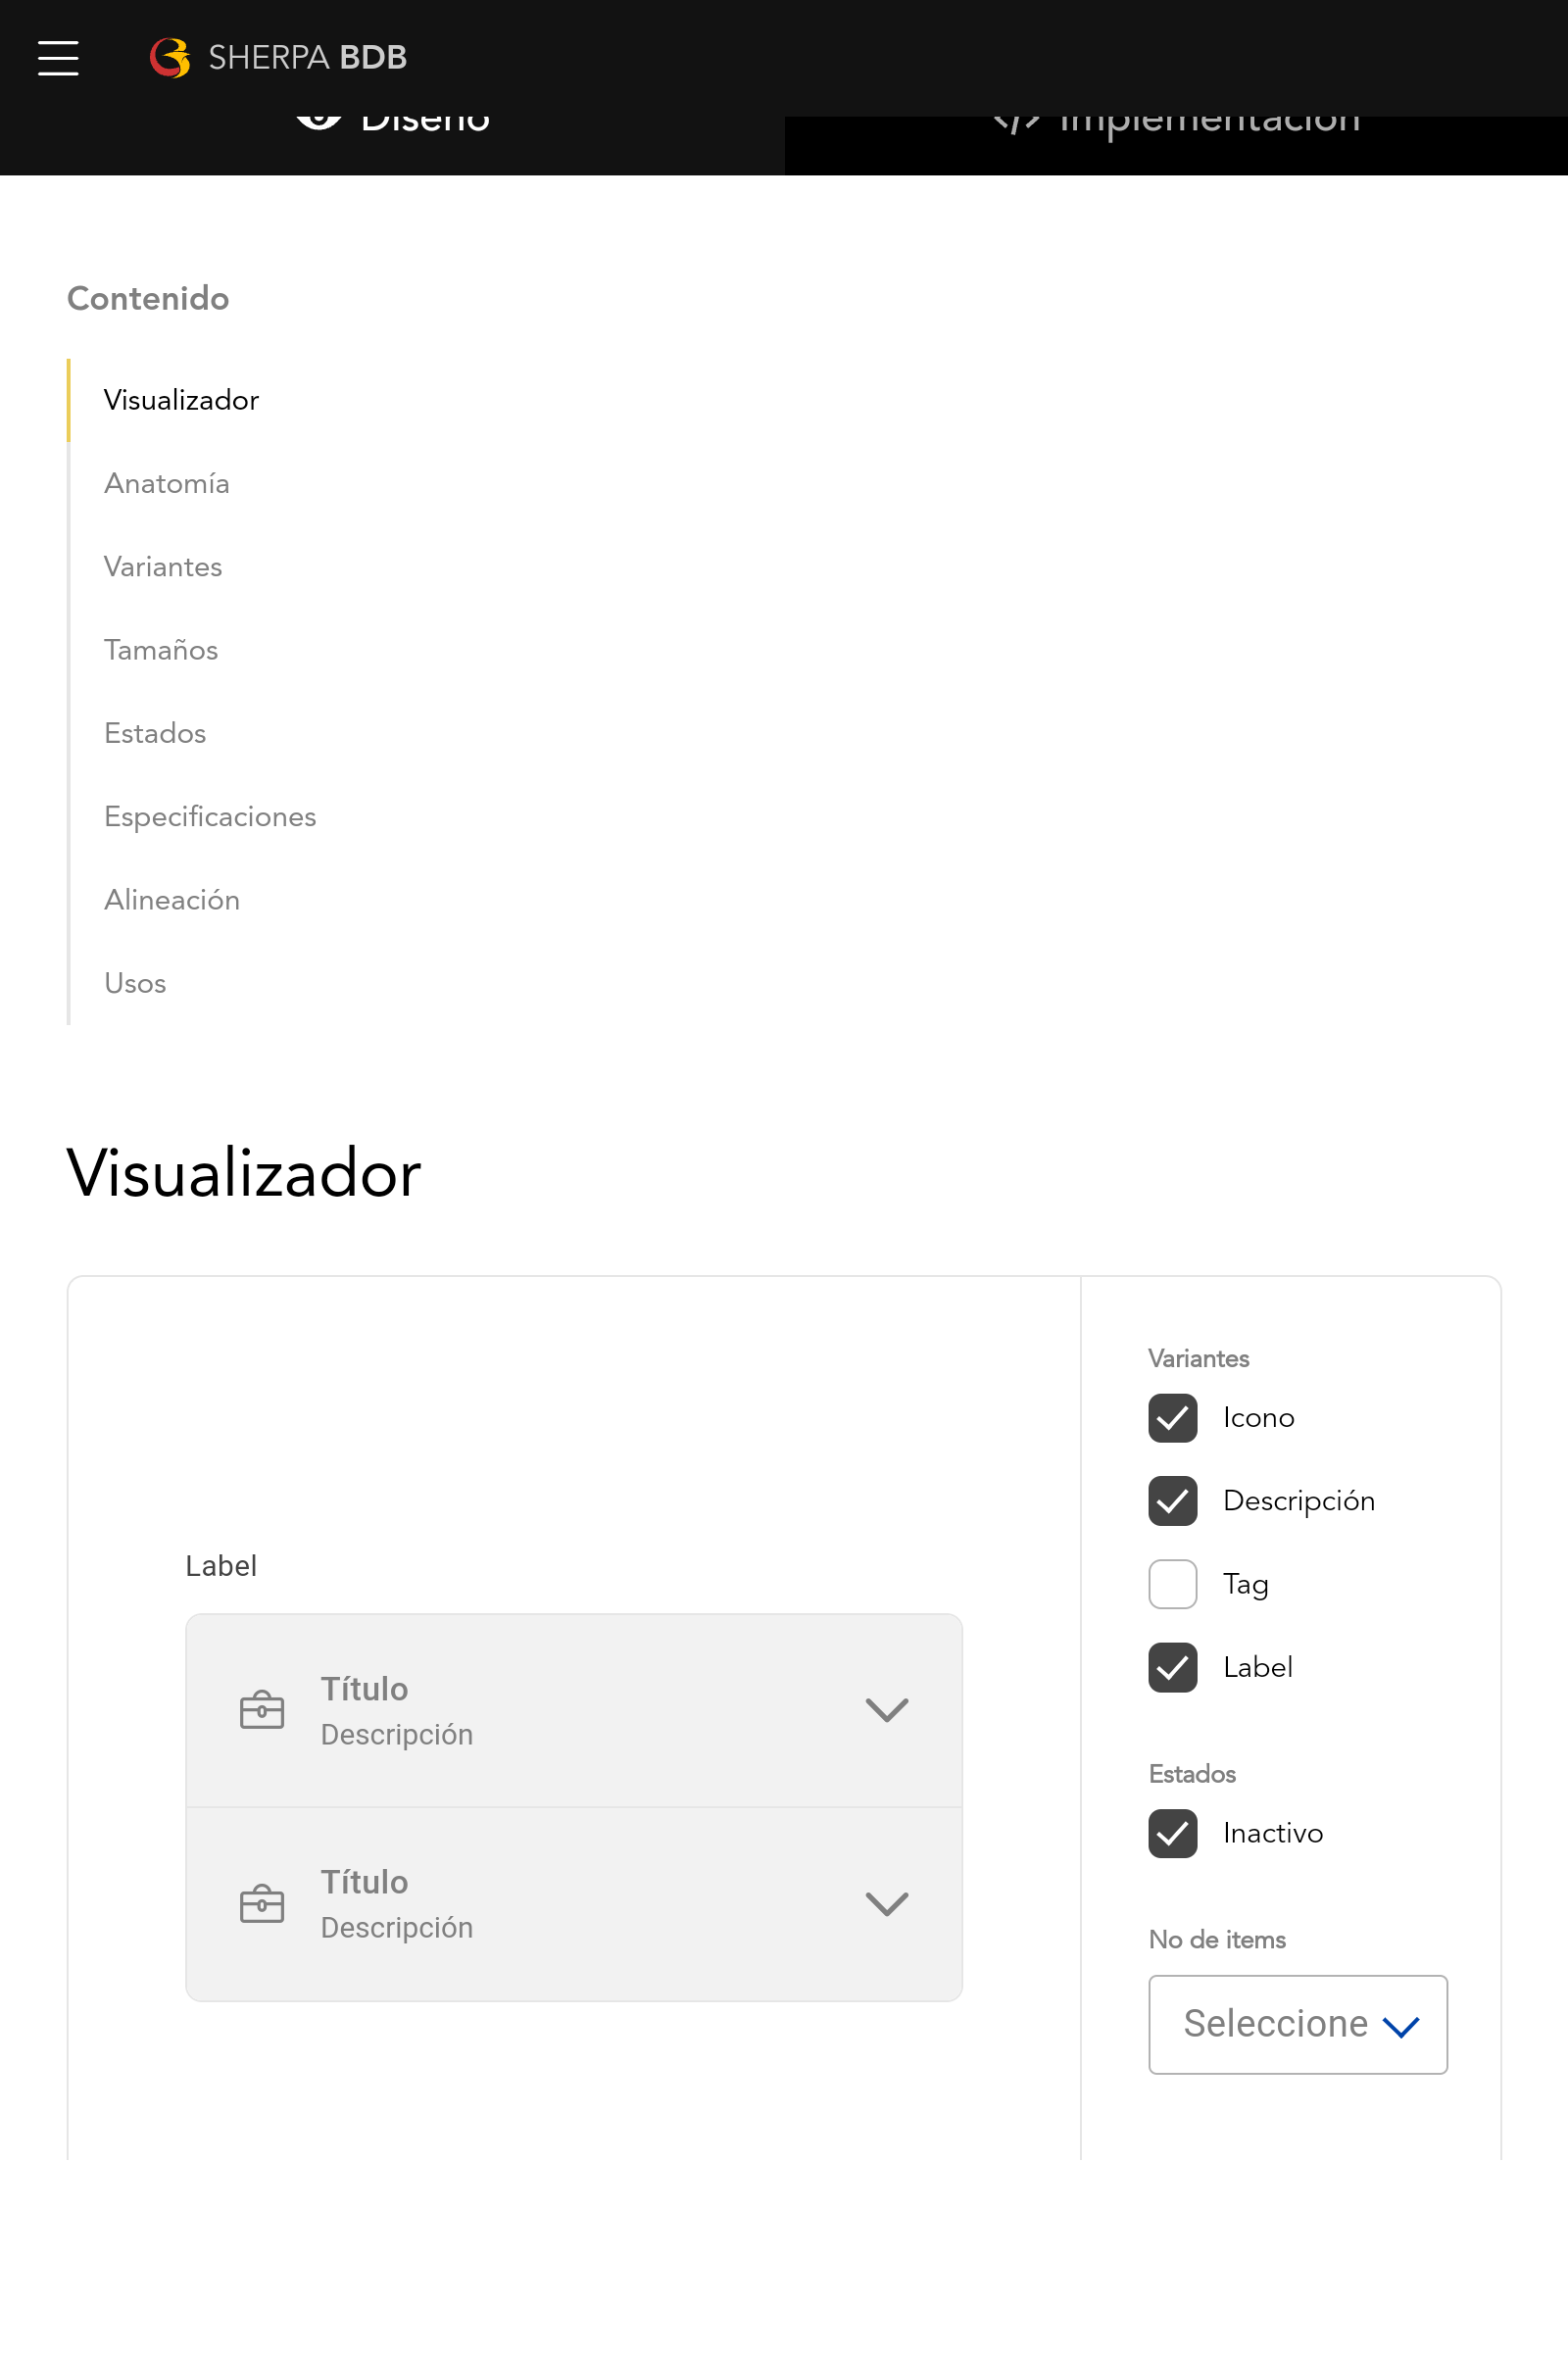 SHERPA BDB
Diseño
Implementación
Contenido
Visualizador
Anatomía
Variantes
Tamaños
Estados
Especificaciones
Alineación
Usos
Visualizador
Label
Título
Descripción
Título
Descripción
Variantes
Icono
Descripción
Tag
Label
Estados
Inactivo
No de items
Seleccione